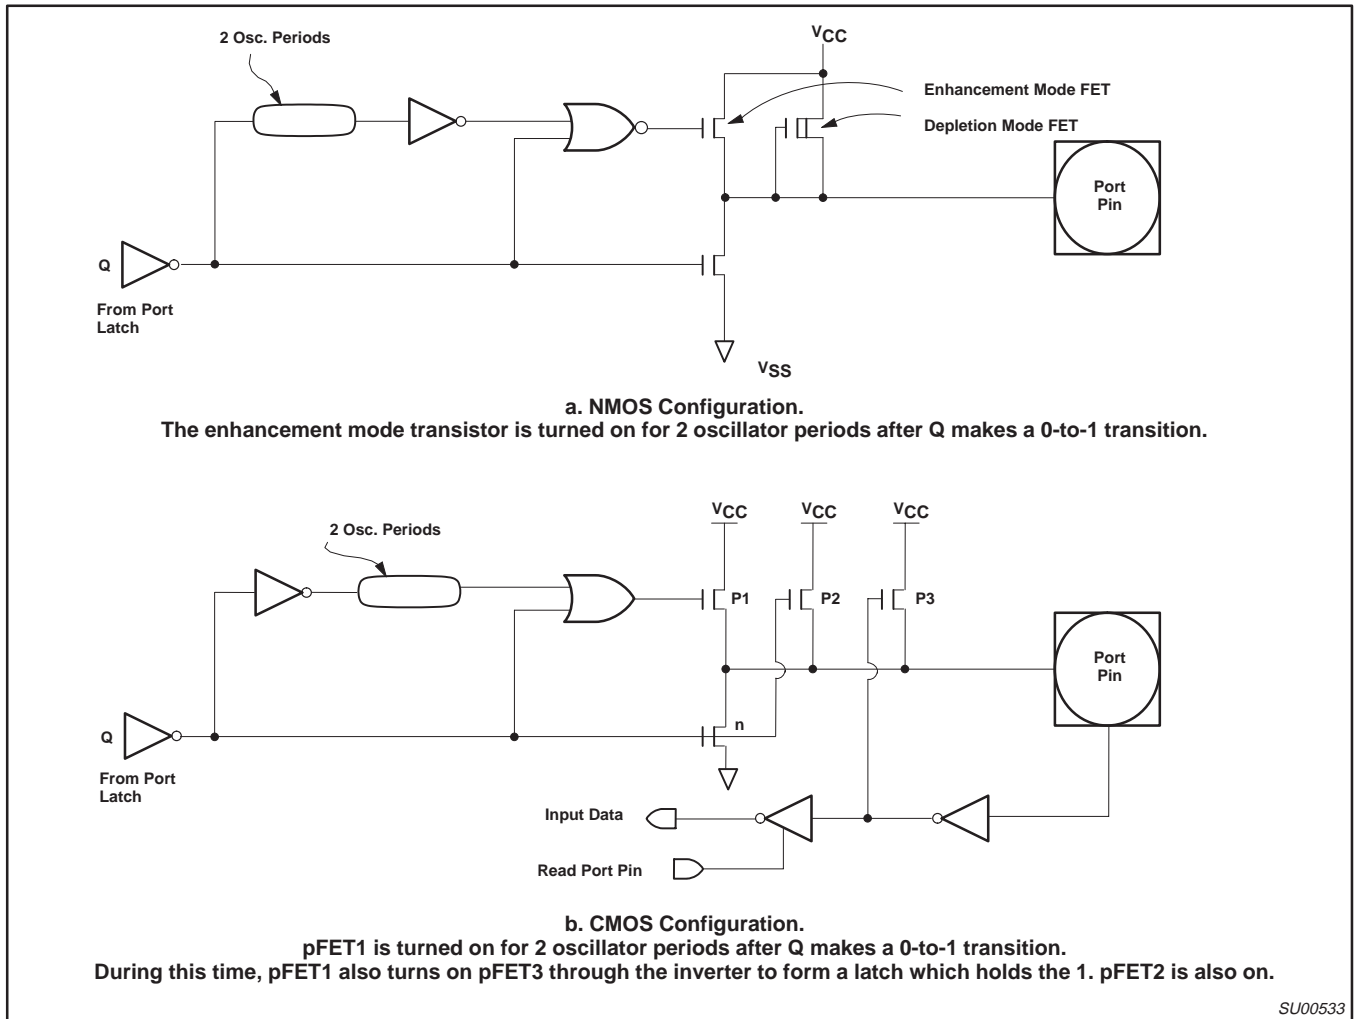 2 Osc. Periods
VCC
Enhancement Mode FET
Depletion Mode FET
Port
Pin
Q
From Port
Latch
VSS
a. NMOS Configuration.
The enhancement mode transistor is turned on for 2 oscillator periods after Q makes a 0-to-1 transition.
2 Osc. Periods
VCC
VCC
VCC
P1
P2
P3
Port
Pin
n
Q
From Port
Latch
Input Data
Read Port Pin
b. CMOS Configuration.
pFET1 is turned on for 2 oscillator periods after Q makes a 0-to-1 transition.
During this time, pFET1 also turns on pFET3 through the inverter to form a latch which holds the 1. pFET2 is also on.
SU00533